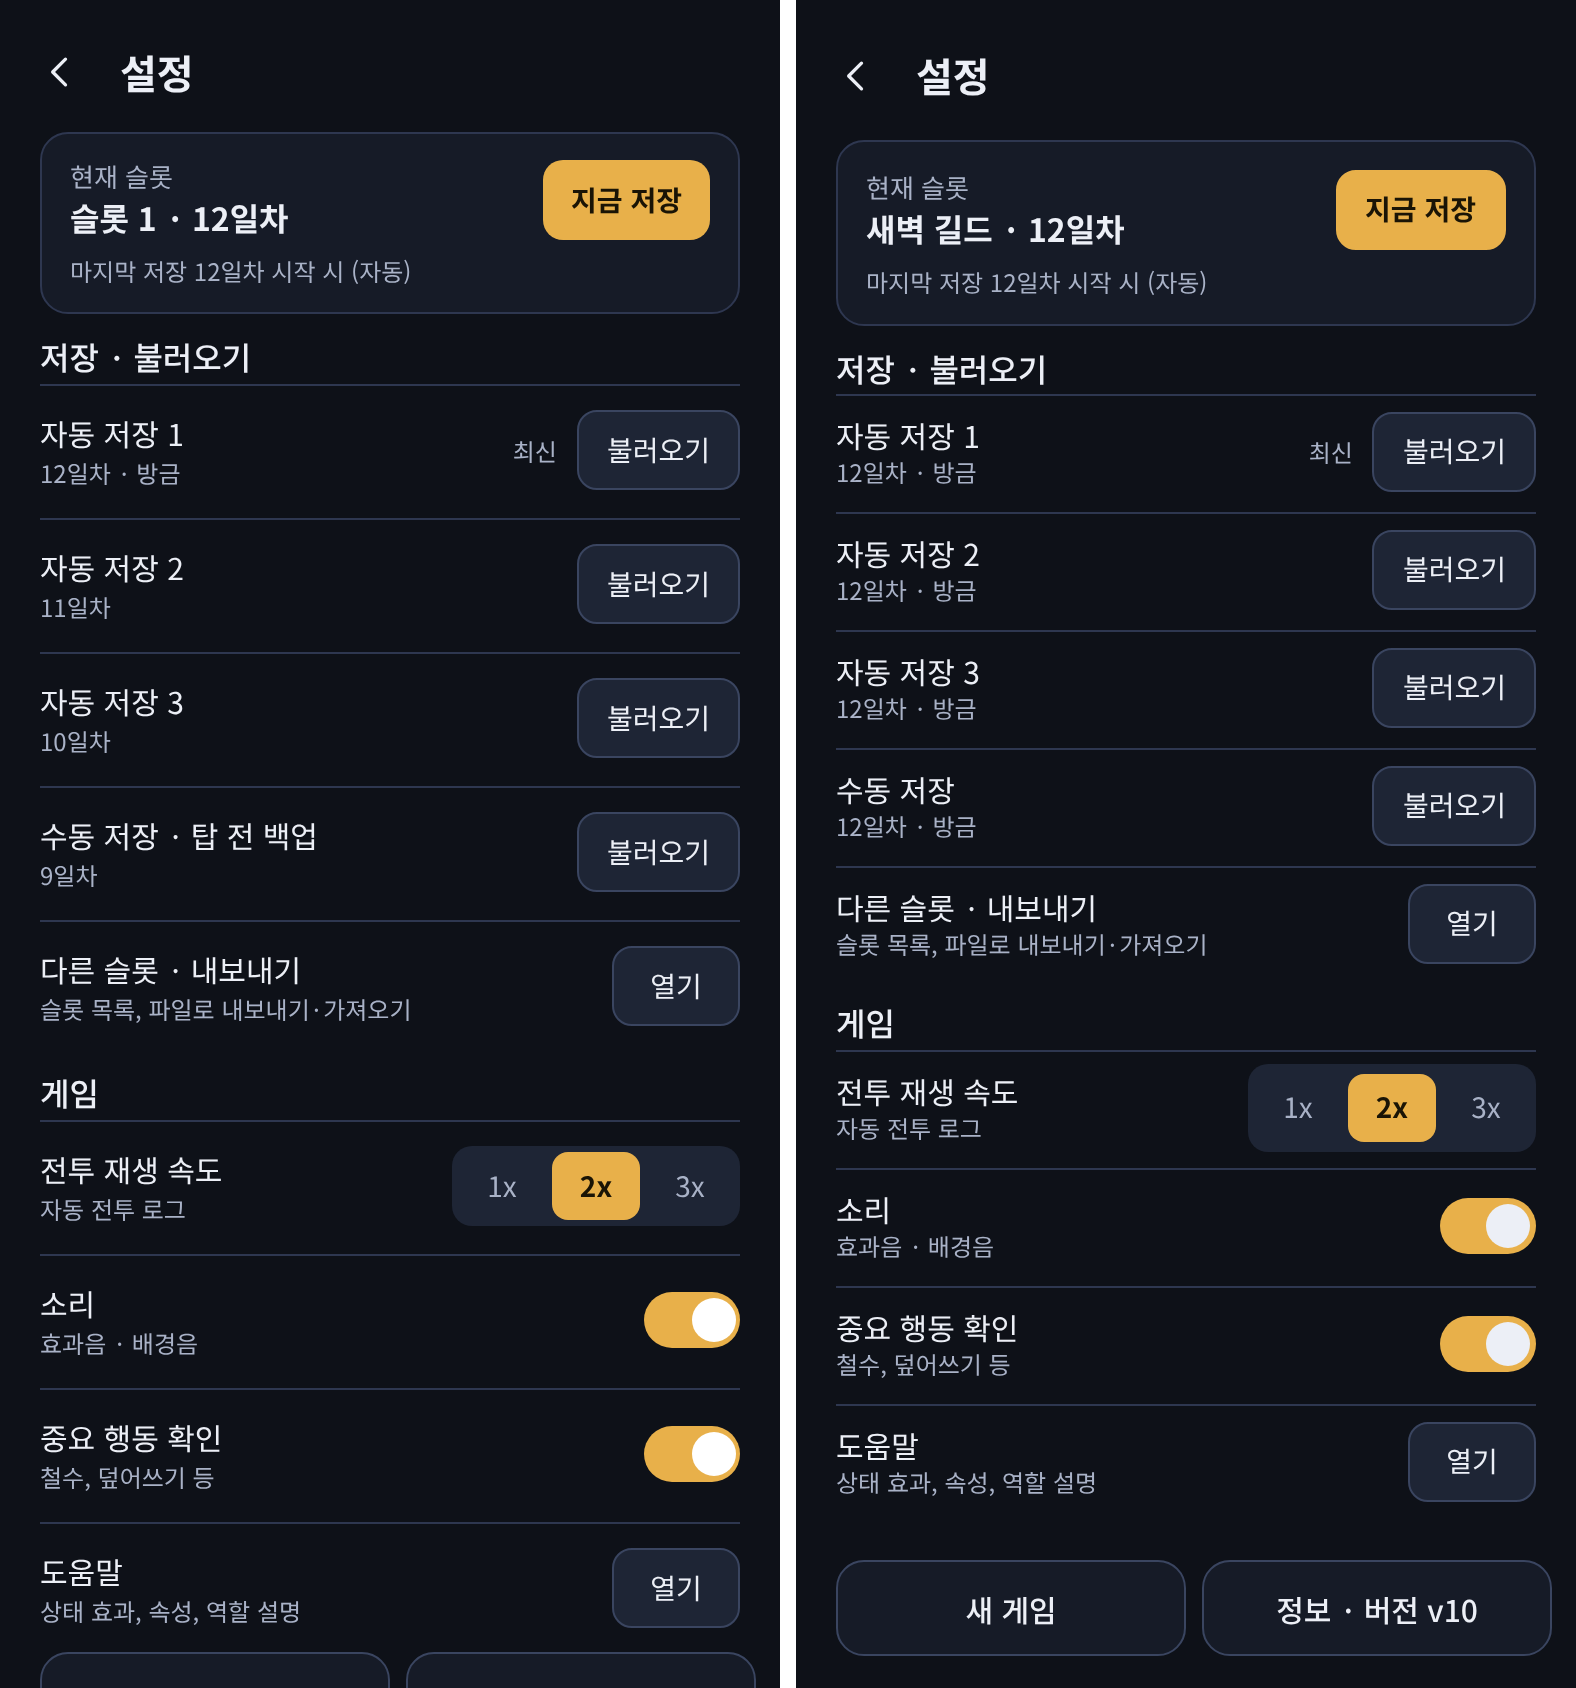 설정
현재 슬롯
슬롯 1 · 12일차
마지막 저장 12일차 시작 시 (자동)
지금 저장
저장 · 불러오기
자동 저장 1
12일차 · 방금
최신
불러오기
자동 저장 2
11일차
불러오기
자동 저장 3
10일차
불러오기
수동 저장 · 탑 전 백업
9일차
불러오기
다른 슬롯 · 내보내기
슬롯 목록, 파일로 내보내기·가져오기
열기
게임
전투 재생 속도
자동 전투 로그
1x 2x 3x
소리
효과음 · 배경음
중요 행동 확인
철수, 덮어쓰기 등
도움말
상태 효과, 속성, 역할 설명
열기
설정
현재 슬롯
새벽 길드 · 12일차
마지막 저장 12일차 시작 시 (자동)
지금 저장
저장 · 불러오기
자동 저장 1
12일차 · 방금
최신
불러오기
자동 저장 2
12일차 · 방금
불러오기
자동 저장 3
12일차 · 방금
불러오기
수동 저장
12일차 · 방금
불러오기
다른 슬롯 · 내보내기
슬롯 목록, 파일로 내보내기·가져오기
열기
게임
전투 재생 속도
자동 전투 로그
1x 2x 3x
소리
효과음 · 배경음
중요 행동 확인
철수, 덮어쓰기 등
도움말
상태 효과, 속성, 역할 설명
열기
새 게임
정보 · 버전 v10